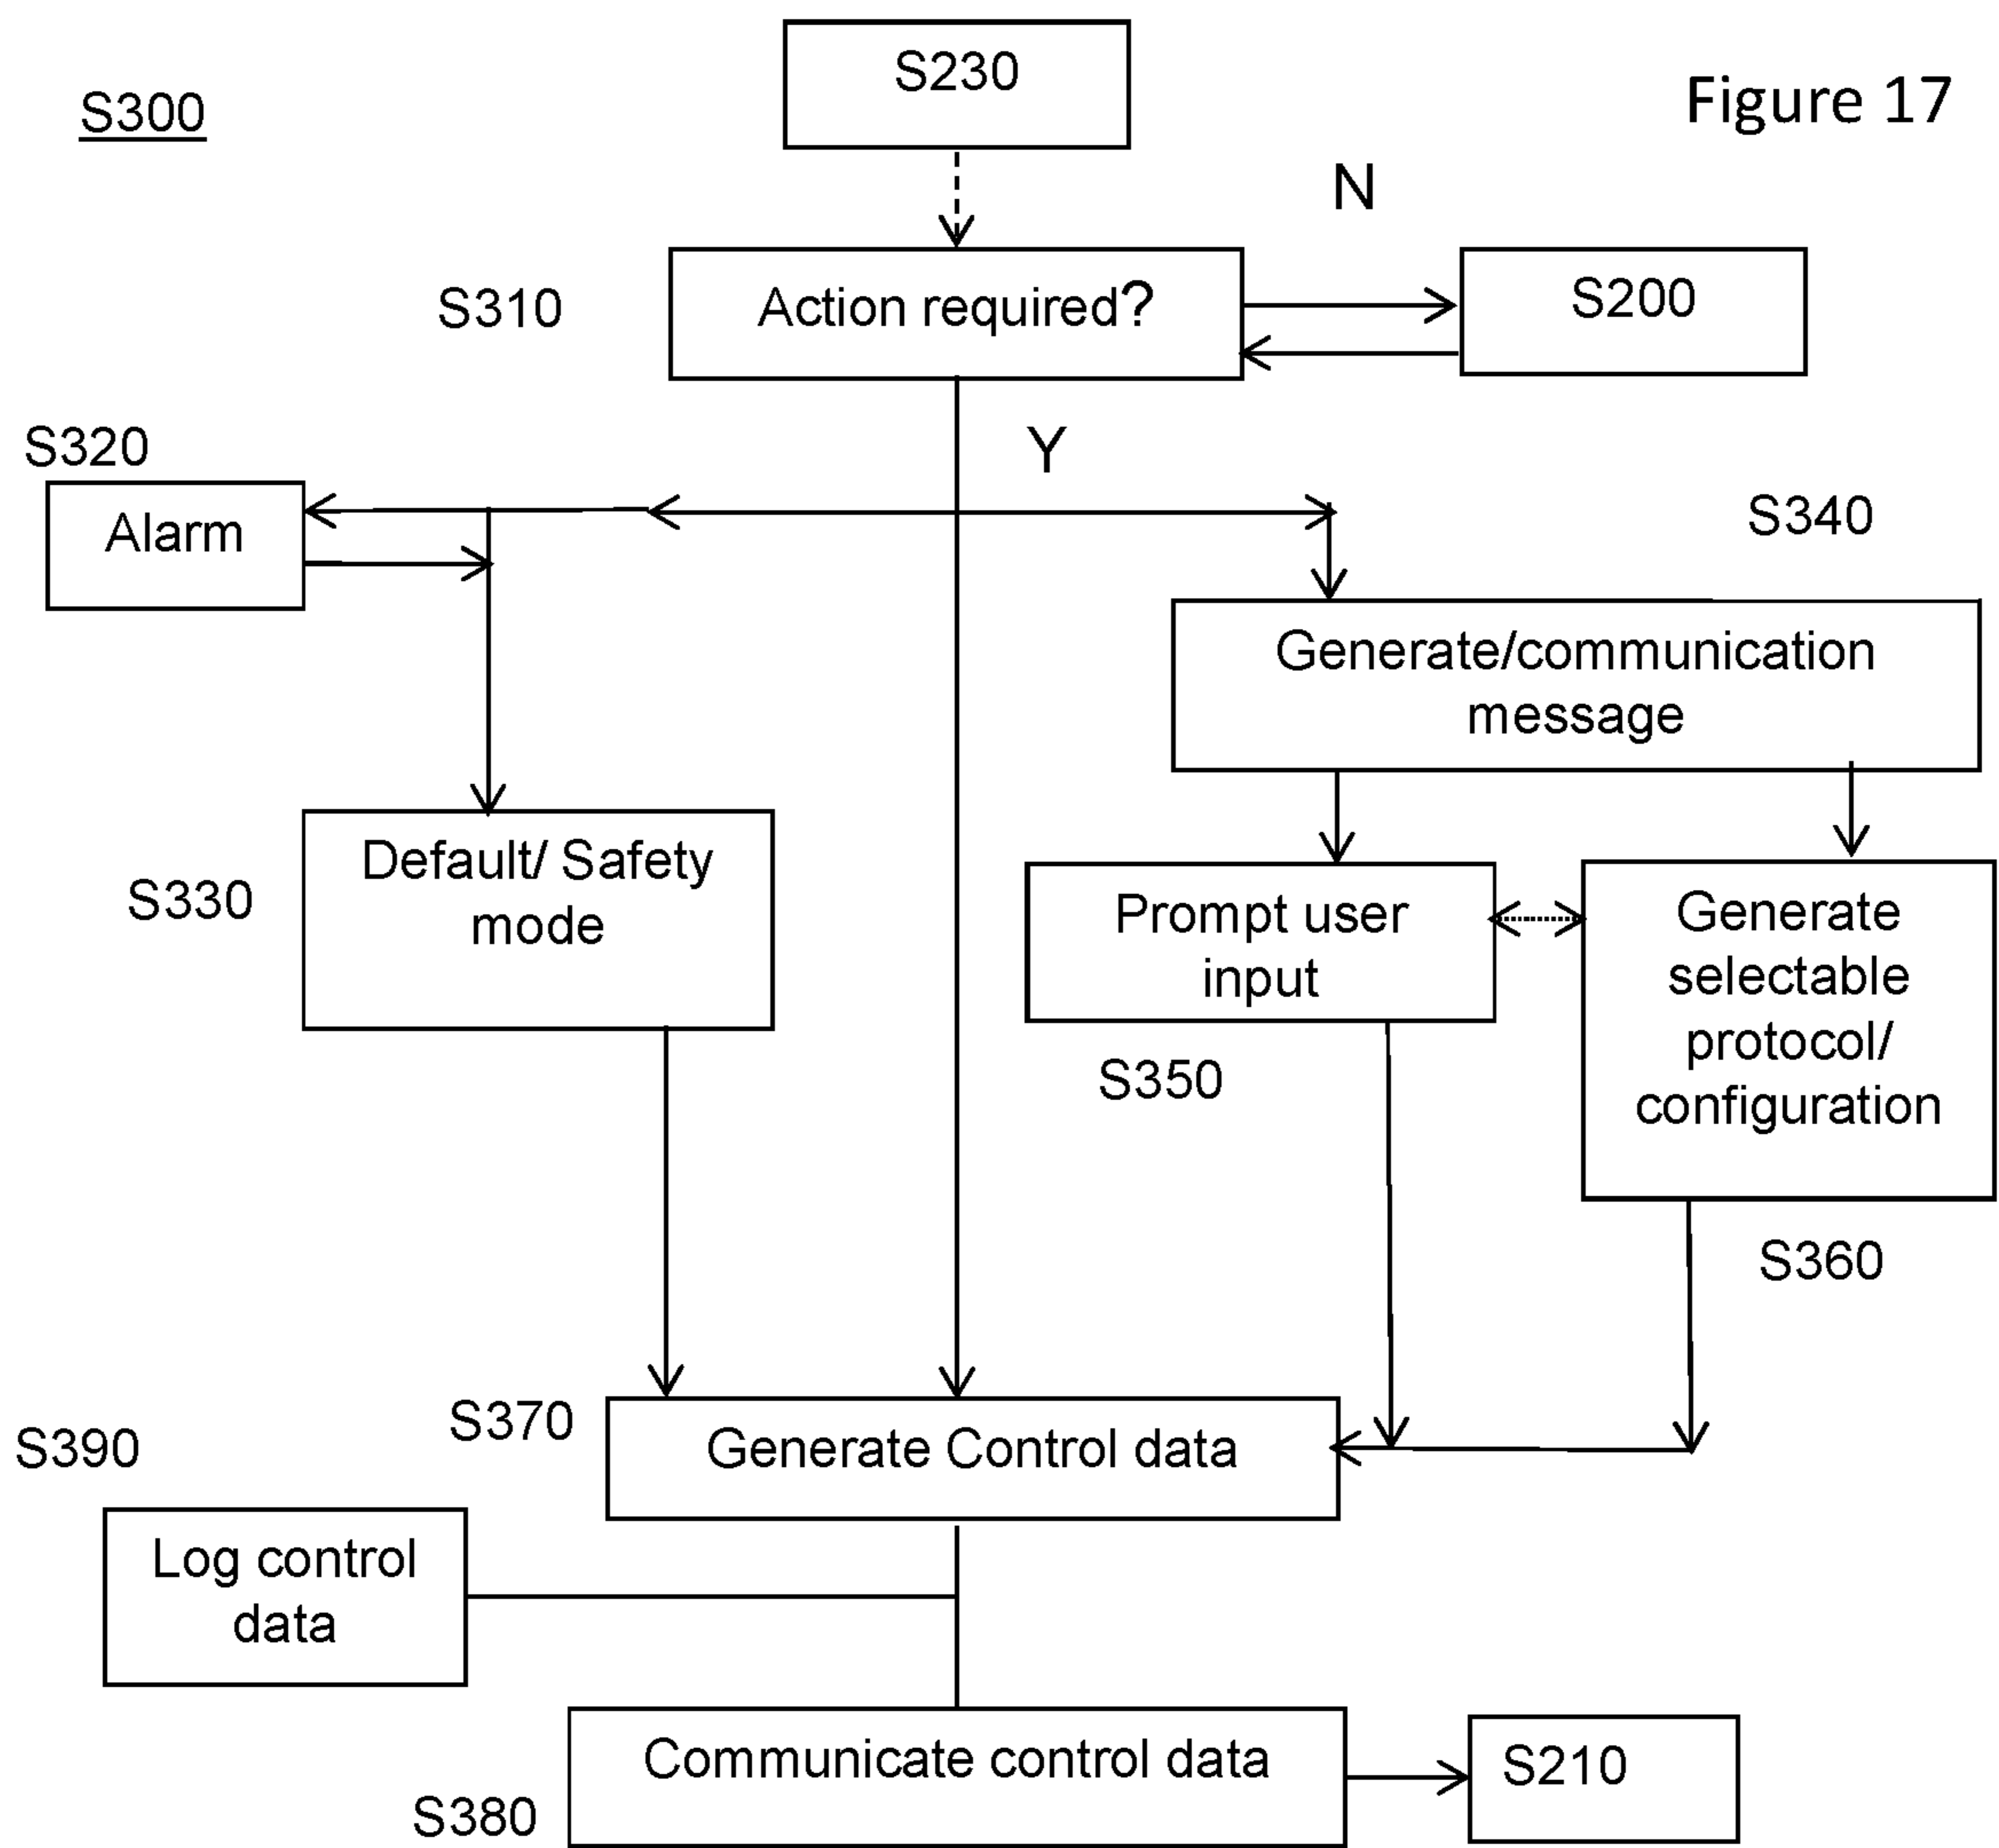 S230
S300
Figure 17
N
S310
Action required?
S200
S320
Y
Alarm
S340
Generate/communication
message
Default/ Safety
mode
S330
Prompt user
input
Generate
selectable
protocol/
configuration
S350
S360
S370
Generate Control data
S390
Log control
data
Communicate control data
S210
S380